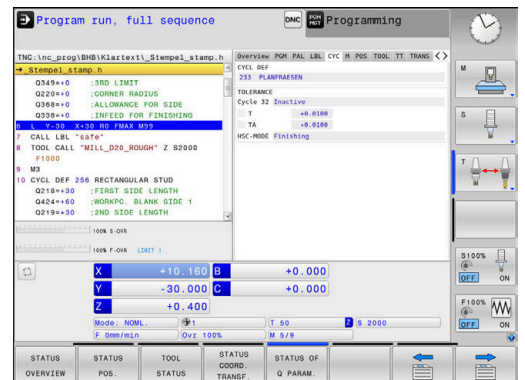 Program run, full sequence
DNC
PGM MGT
Programming
TNC:\nc_prog\BHB\Klartext\_Stempel_stamp.h
→_Stempel_stamp.h
Q349=+0 ;3RD LIMIT
Q220=+0 ;CORNER RADIUS
Q368=+0 ;ALLOWANCE FOR SIDE
Q338=+0 ;INFEED FOR FINISHING
6 L Y-30 X+30 R0 FMAX M99
7 CALL LBL "safe"
8 TOOL CALL "MILL_D20_ROUGH" Z S2000
F1000
9 M3
10 CYCL DEF 256 RECTANGULAR STUD
Q218=+30 ;FIRST SIDE LENGTH
Q424=+60 ;WORKPC. BLANK SIDE 1
Q219=+30 ;2ND SIDE LENGTH
100% S-OVR
100% F-OVR LIMIT 1
Overview PGM PAL LBL CYC M POS TOOL TT TRANS
CYCL DEF
233 PLANFRAESEN
TOLERANCE
Cycle 32 Inactive
T +0.0100
TA +0.0100
HSC-MODE Finishing
X +10.160 B +0.000
Y -30.000 C +0.000
Z +0.400
Mode: NOML. 1 T 50 Z S 2000
F 0mm/min Ovr 100% M 5/9
M
S
T
S100%
OFF ON
F100%
OFF ON
STATUS OVERVIEW
STATUS POS.
TOOL STATUS
STATUS COORD. TRANSF.
STATUS OF Q PARAM.